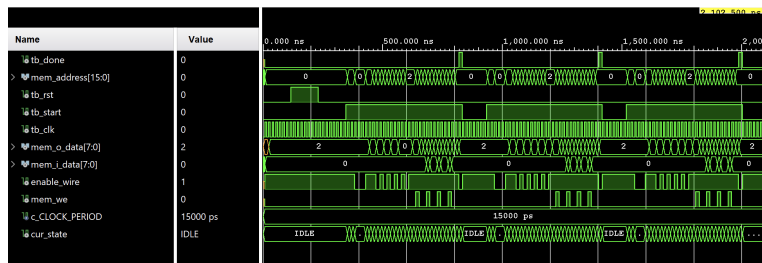 2,102.500 ns
Name Value
0.000 ns 500.000 ns 1,000.000 ns 1,500.000 ns 2,0
tb_done 0
mem_address[15:0] 0 0 0 2 0 0 2 0 0 2 0
tb_rst 0
tb_start 0
tb_clk 0
mem_o_data[7:0] 2 2 0 2 0 2 0 2
mem_i_data[7:0] 0 0 0 0 0
enable_wire 1
mem_we 0
c_CLOCK_PERIOD 15000 ps 15000 ps
cur_state IDLE IDLE . IDLE . IDLE . ...